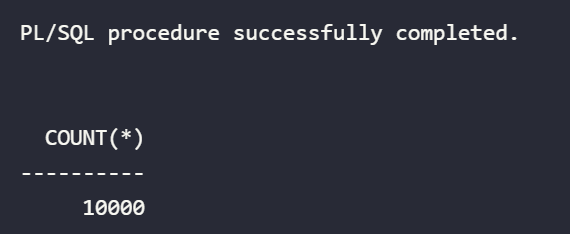 PL/SQL procedure successfully completed.
COUNT(*)
----------
10000